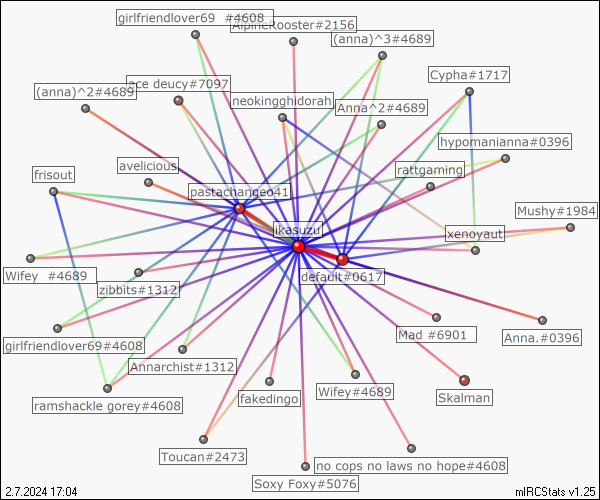 girlfriendlover69 #4608
AlpineRooster#2156
(anna)^3#4689
Cypha#1717
ace deucy#7097
(anna)^2#4689
neokingghidorah
Anna^2#4689
hypomanianna#0396
avelicious
rattgaming
frisout
pastachangeo41
Mushy#1984
ikasuzu
xenoyaut
Wifey #4689
default#0617
zibbits#1312
Mad #6901
Anna.#0396
girlfriendlover69#4608
Annarchist#1312
Wifey#4689
fakedingo
Skalman
ramshackle gorey#4608
Toucan#2473
no cops no laws no hope#4608
Soxy Foxy#5076
2.7.2024 17:04
mIRCStats v1.25